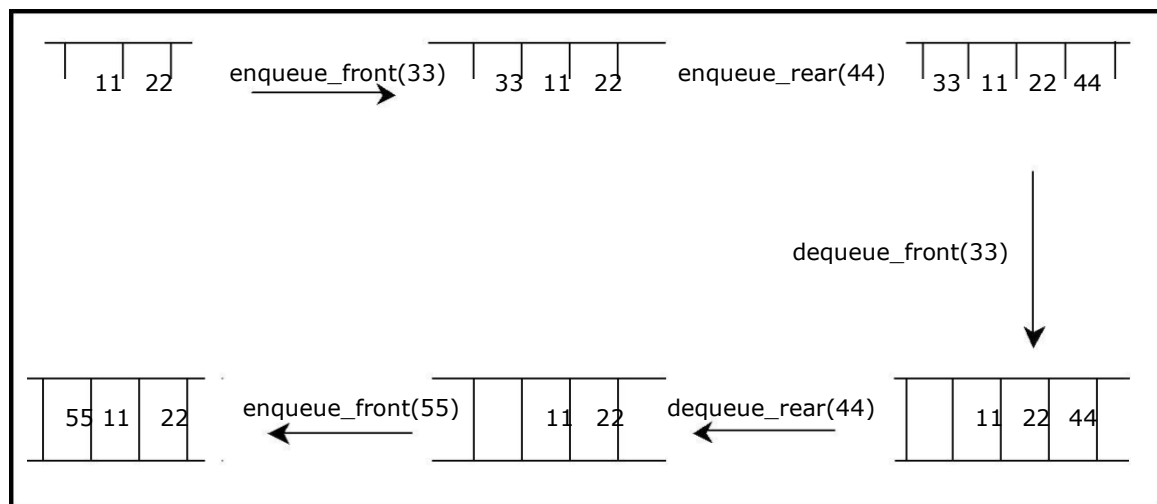 enqueue_front(33) enqueue_rear(44)
11 22 33 11 22 33 11 22 44
dequeue_front(33)
enqueue_front(55) dequeue_rear(44)
55 11 22 11 22 11 22 44